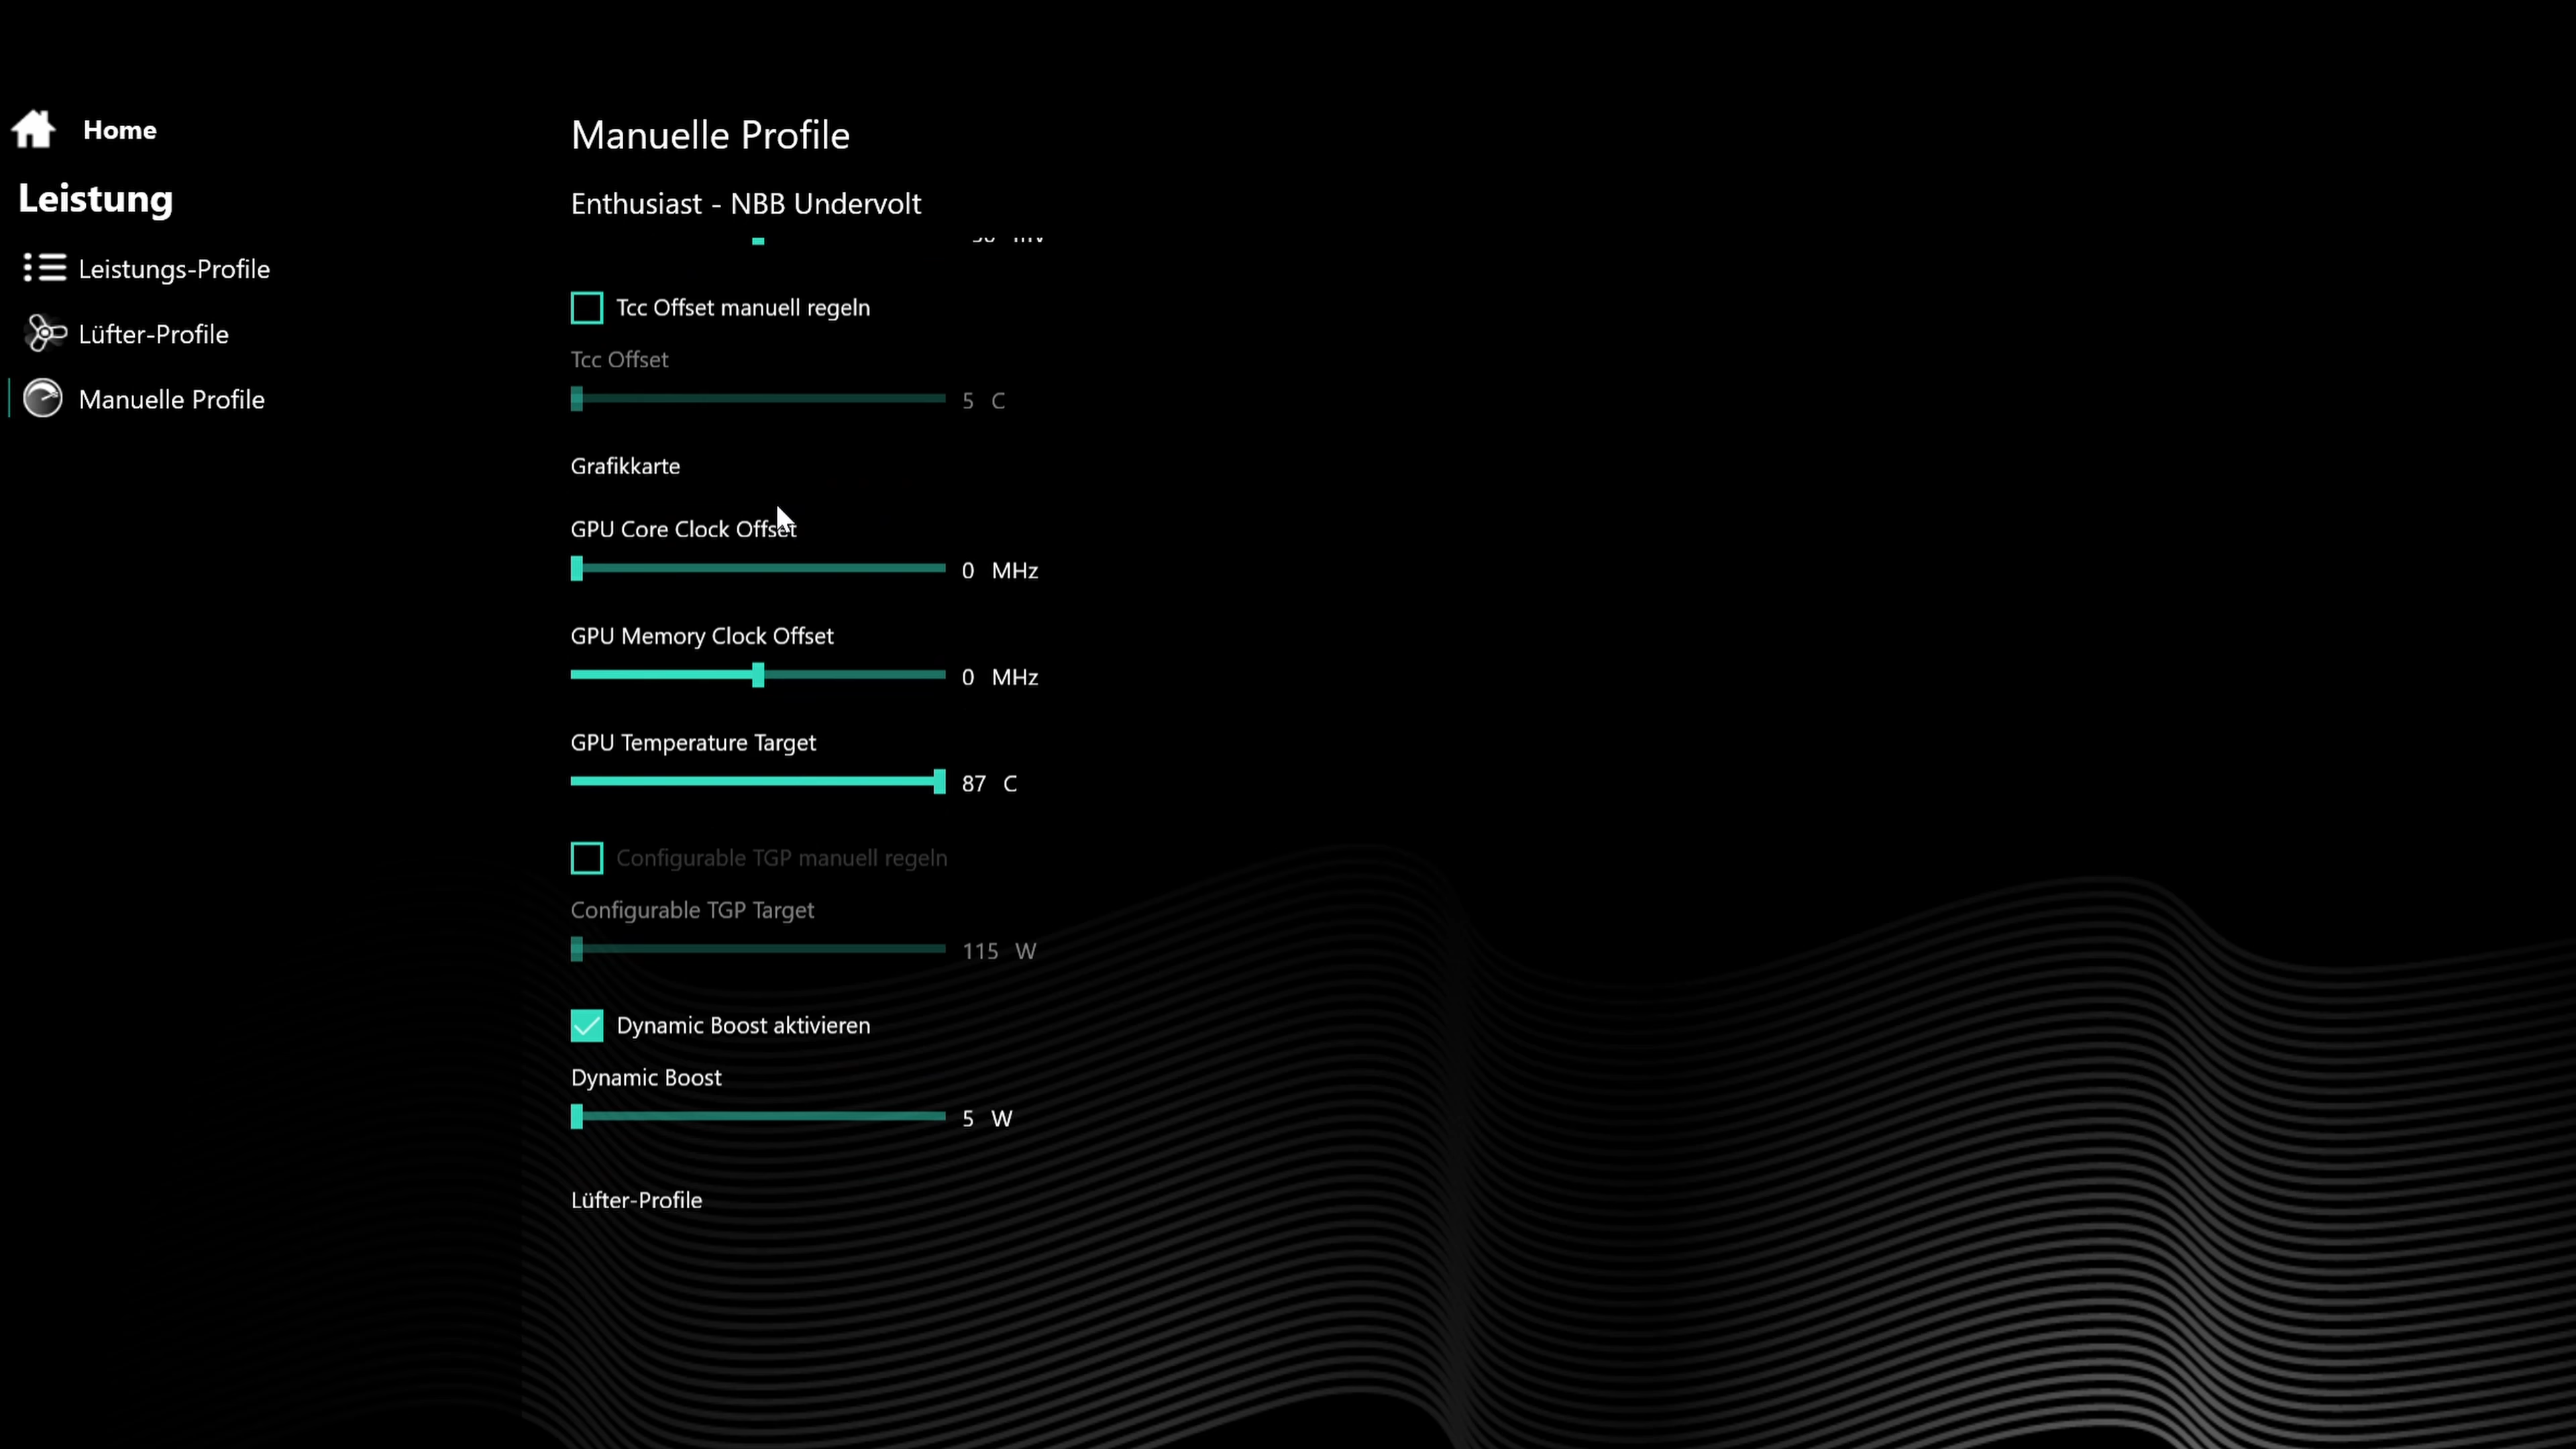 Home
Leistung
Leistungs-Profile
Lüfter-Profile
Manuelle Profile
Manuelle Profile
Enthusiast - NBB Undervolt
Tcc Offset manuell regeln
Tcc Offset
5 C
Grafikkarte
GPU Core Clock Offset
0 MHz
GPU Memory Clock Offset
0 MHz
GPU Temperature Target
87 C
Configurable TGP manuell regeln
Configurable TGP Target
115 W
Dynamic Boost aktivieren
Dynamic Boost
5 W
Lüfter-Profile